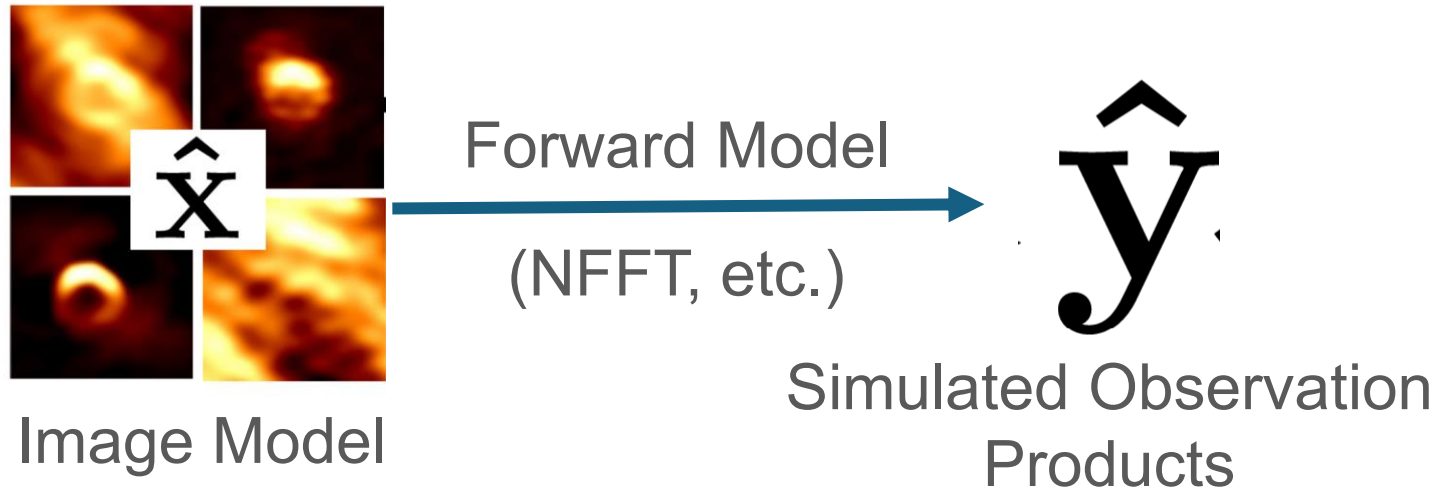 x̂
Forward Model
(NFFT, etc.)
ŷ
Image Model
Simulated Observation
Products